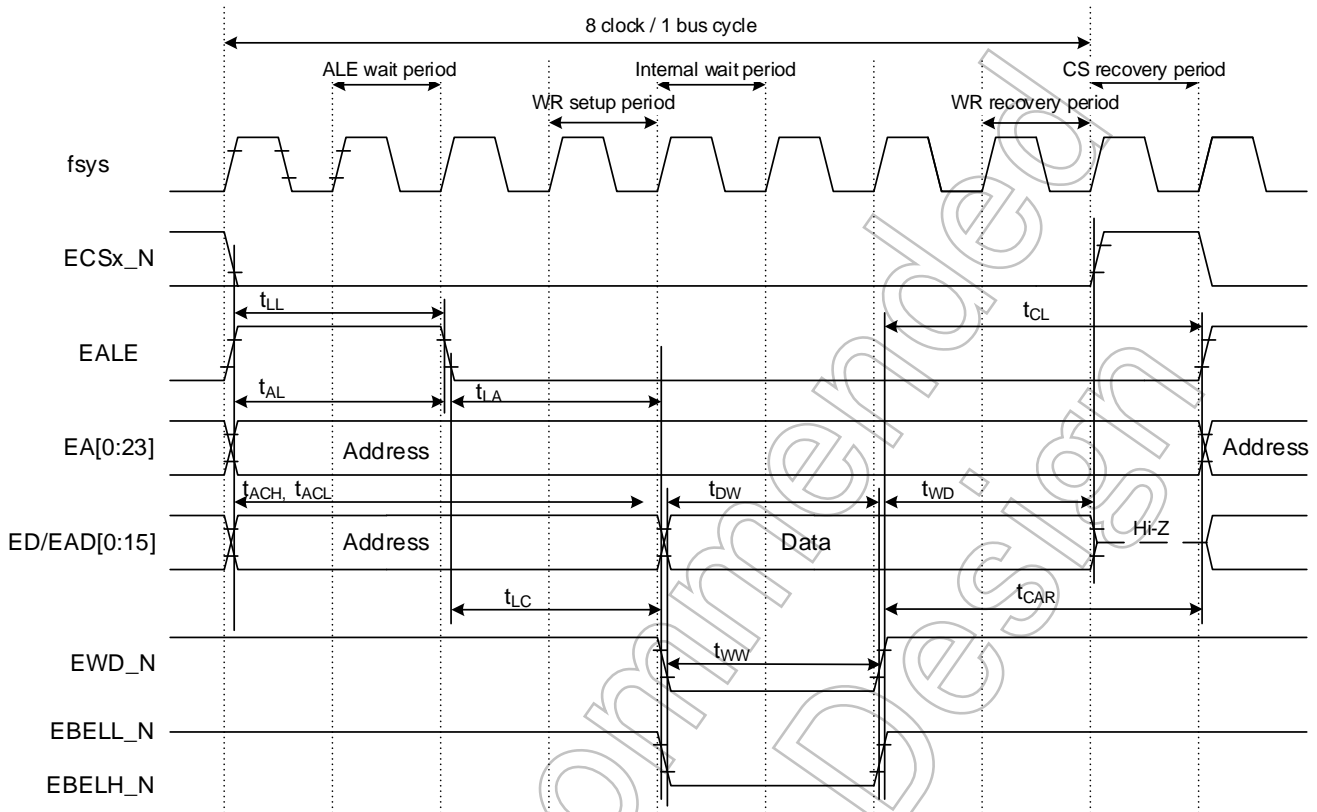 8 clock / 1 bus cycle
ALE wait period
Internal wait period
CS recovery period
WR setup period
WR recovery period
fsys
ECSx_N
tLL
tCL
EALE
tAL
tLA
EA[0:23]
Address
Address
tACH, tACL
tDW
tWD
ED/EAD[0:15]
Address
Data
Hi-Z
tLC
tCAR
EWD_N
tWW
EBELL_N
EBELH_N
ommended
Design